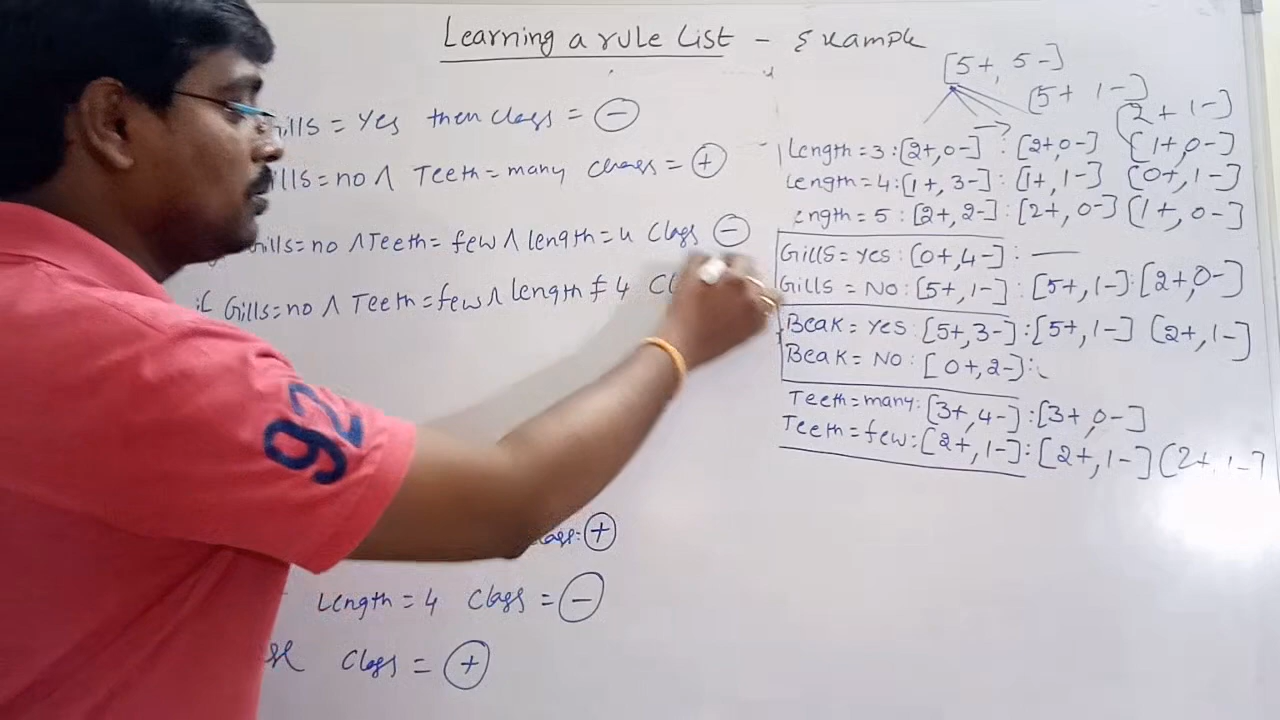 Learning a rule List - Example
Gills = Yes then class = (-)
Gills = no ∧ Teeth = many class = (+)
Gills = no ∧ Teeth = few ∧ length = 4 Class (-)
if Gills = no ∧ Teeth = few ∧ length ≠ 4
class: (+)
Length = 4 Class = (-)
Class = (+)
[5+, 5-]
[5+ 1-]
[2+ 1-]
Length = 3 : [2+, 0-] : [2+, 0-] [1+, 0-]
Length = 4 : [1+, 3-] : [1+, 1-] [0+, 1-]
ength = 5 : [2+, 2-] : [2+, 0-] [1+, 0-]
Gills = Yes : [0+, 4-] : —
Gills = NO : [5+, 1-] : [5+, 1-] : [2+, 0-]
Beak = Yes : [5+, 3-] : [5+, 1-] [2+, 1-]
Beak = NO : [0+, 2-] :
Teeth = many : [3+, 4-] : [3+, 0-]
Teeth = few : [2+, 1-] : [2+, 1-] [2+, 1-]
92